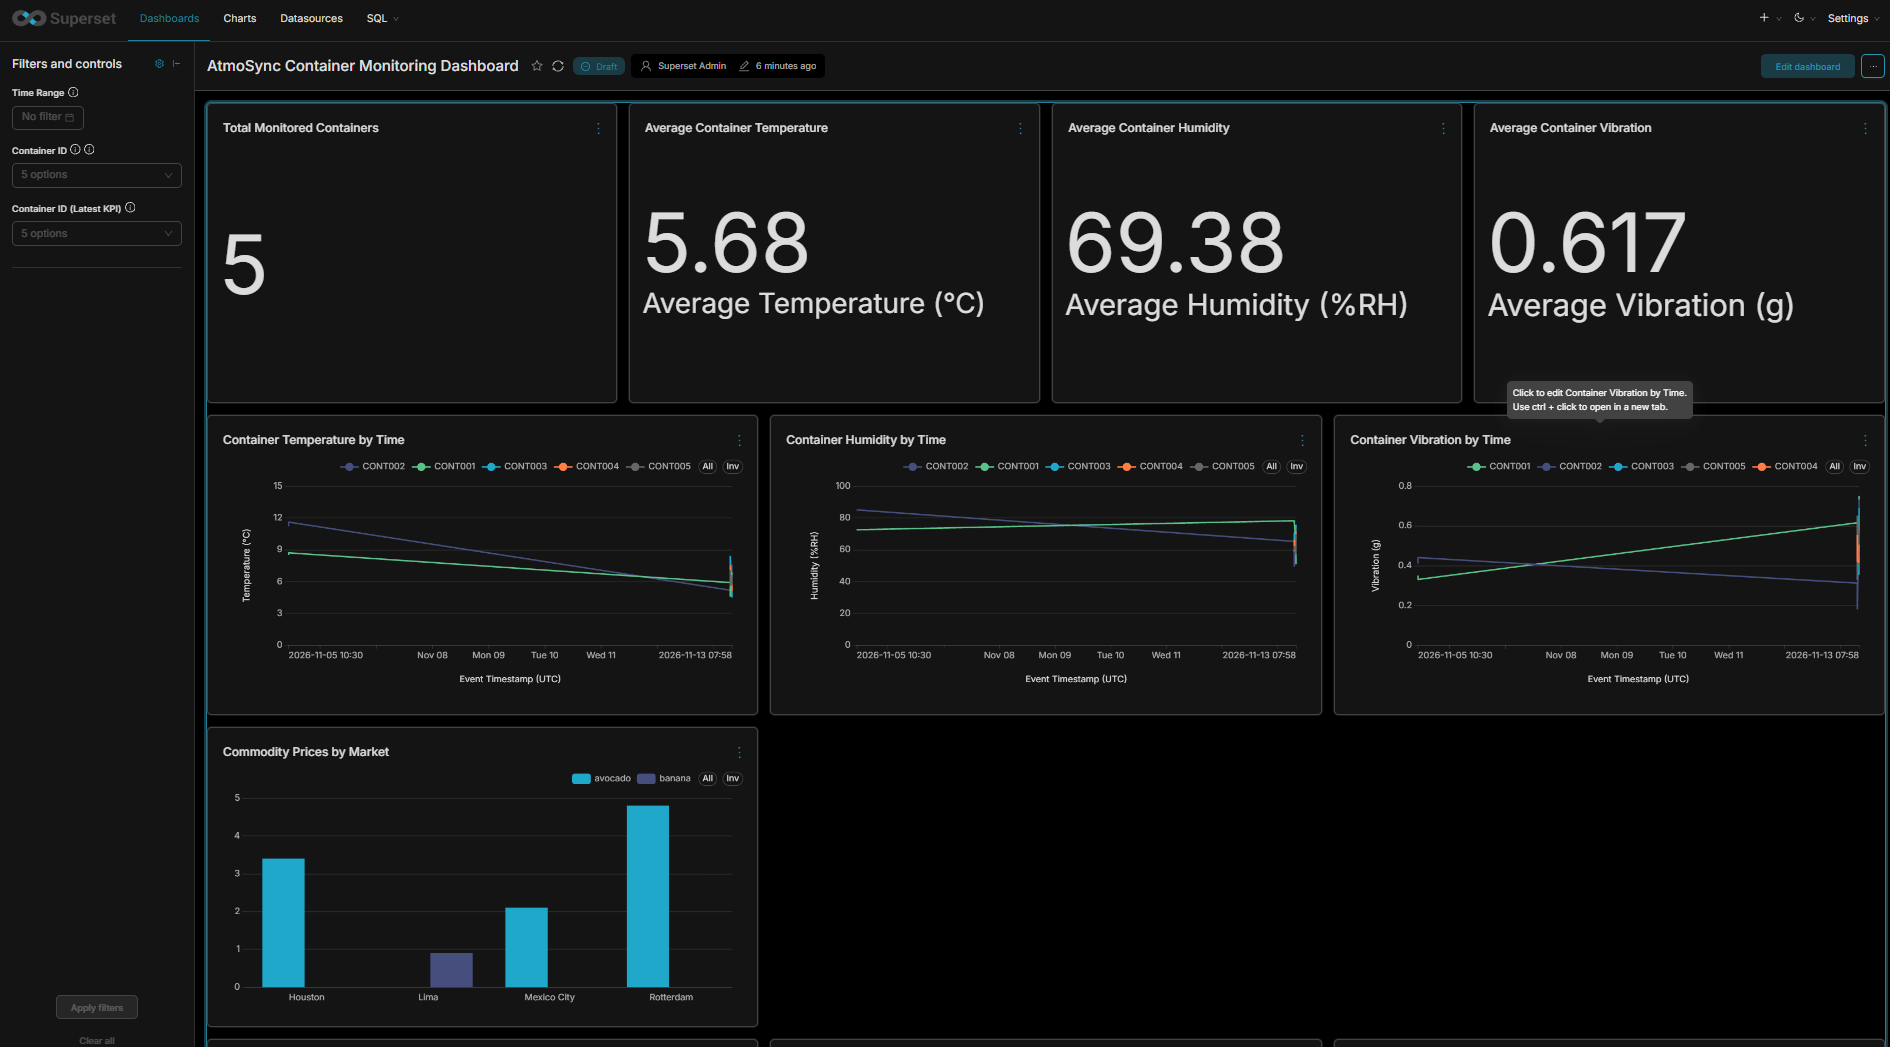 Superset
Dashboards
Charts
Datasources
SQL
Settings
Filters and controls
Time Range
No filter
Container ID
5 options
Container ID (Latest KPI)
5 options
Apply filters
Clear all
AtmoSync Container Monitoring Dashboard
Draft
Superset Admin
6 minutes ago
Edit dashboard
Total Monitored Containers
5
Average Container Temperature
5.68
Average Temperature (°C)
Average Container Humidity
69.38
Average Humidity (%RH)
Average Container Vibration
0.617
Average Vibration (g)
Click to edit Container Vibration by Time.
Use ctrl + click to open in a new tab.
Container Temperature by Time
CONT002 CONT001 CONT003 CONT004 CONT005 All Inv
15
12
9
6
3
0
Temperature (°C)
2026-11-05 10:30 Nov 08 Mon 09 Tue 10 Wed 11 2026-11-13 07:58
Event Timestamp (UTC)
Container Humidity by Time
CONT002 CONT001 CONT003 CONT004 CONT005 All Inv
100
80
60
40
20
0
Humidity (%RH)
2026-11-05 10:30 Nov 08 Mon 09 Tue 10 Wed 11 2026-11-13 07:58
Event Timestamp (UTC)
Container Vibration by Time
CONT001 CONT002 CONT003 CONT005 CONT004 All Inv
0.8
0.6
0.4
0.2
0
Vibration (g)
2026-11-05 10:30 Nov 08 Mon 09 Tue 10 Wed 11 2026-11-13 07:58
Event Timestamp (UTC)
Commodity Prices by Market
avocado banana All Inv
5
4
3
2
1
0
Houston Lima Mexico City Rotterdam